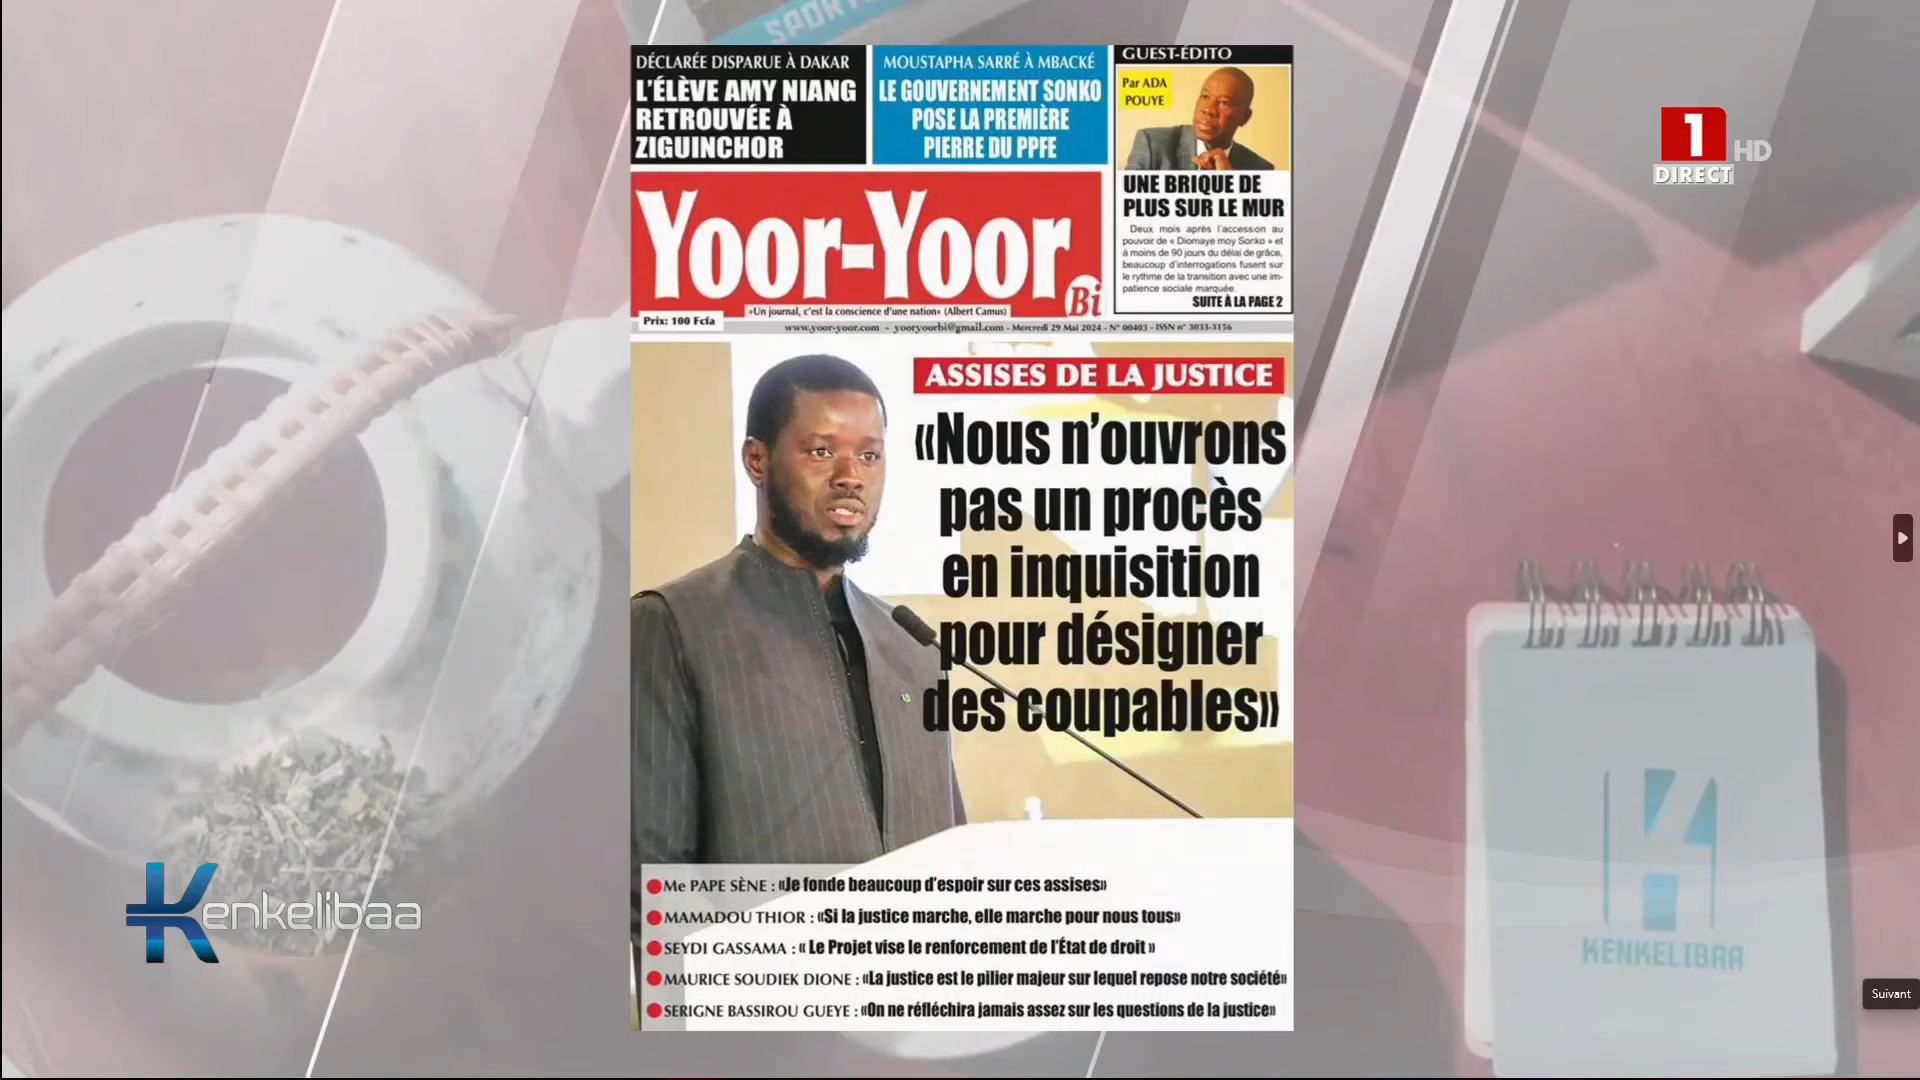 SPORT
DÉCLARÉE DISPARUE À DAKAR
L'ÉLÈVE AMY NIANG
RETROUVÉE À
ZIGUINCHOR
MOUSTAPHA SARRÉ À MBACKÉ
LE GOUVERNEMENT SONKO
POSE LA PREMIÈRE
PIERRE DU PPFE
GUEST-ÉDITO
Par ADA
POUYE
UNE BRIQUE DE
PLUS SUR LE MUR
Deux mois après l'accession au
pouvoir de « Diomaye moy Sonko » et
à moins de 90 jours du délai de grâce,
beaucoup d'interrogations fusent sur
le rythme de la transition avec une im-
patience sociale marquée.
SUITE À LA PAGE 2
Yoor-Yoor
Bi
«Un journal, c'est la conscience d'une nation» (Albert Camus)
Prix: 100 Fcfa
www.yoor-yoor.com - yooryoorbi@gmail.com - Mercredi 29 Mai 2024 - N° 00403 - ISSN n° 3033-3156
ASSISES DE LA JUSTICE
«Nous n'ouvrons
pas un procès
en inquisition
pour désigner
des coupables»
Me PAPE SÈNE : «Je fonde beaucoup d'espoir sur ces assises»
MAMADOU THIOR : «Si la justice marche, elle marche pour nous tous»
SEYDI GASSAMA : « Le Projet vise le renforcement de l'État de droit »
MAURICE SOUDIEK DIONE : «La justice est le pilier majeur sur lequel repose notre société»
SERIGNE BASSIROU GUEYE : «On ne réfléchira jamais assez sur les questions de la justice»
1 HD
DIRECT
Kenkelibaa
KENKELIBAA
Suivant